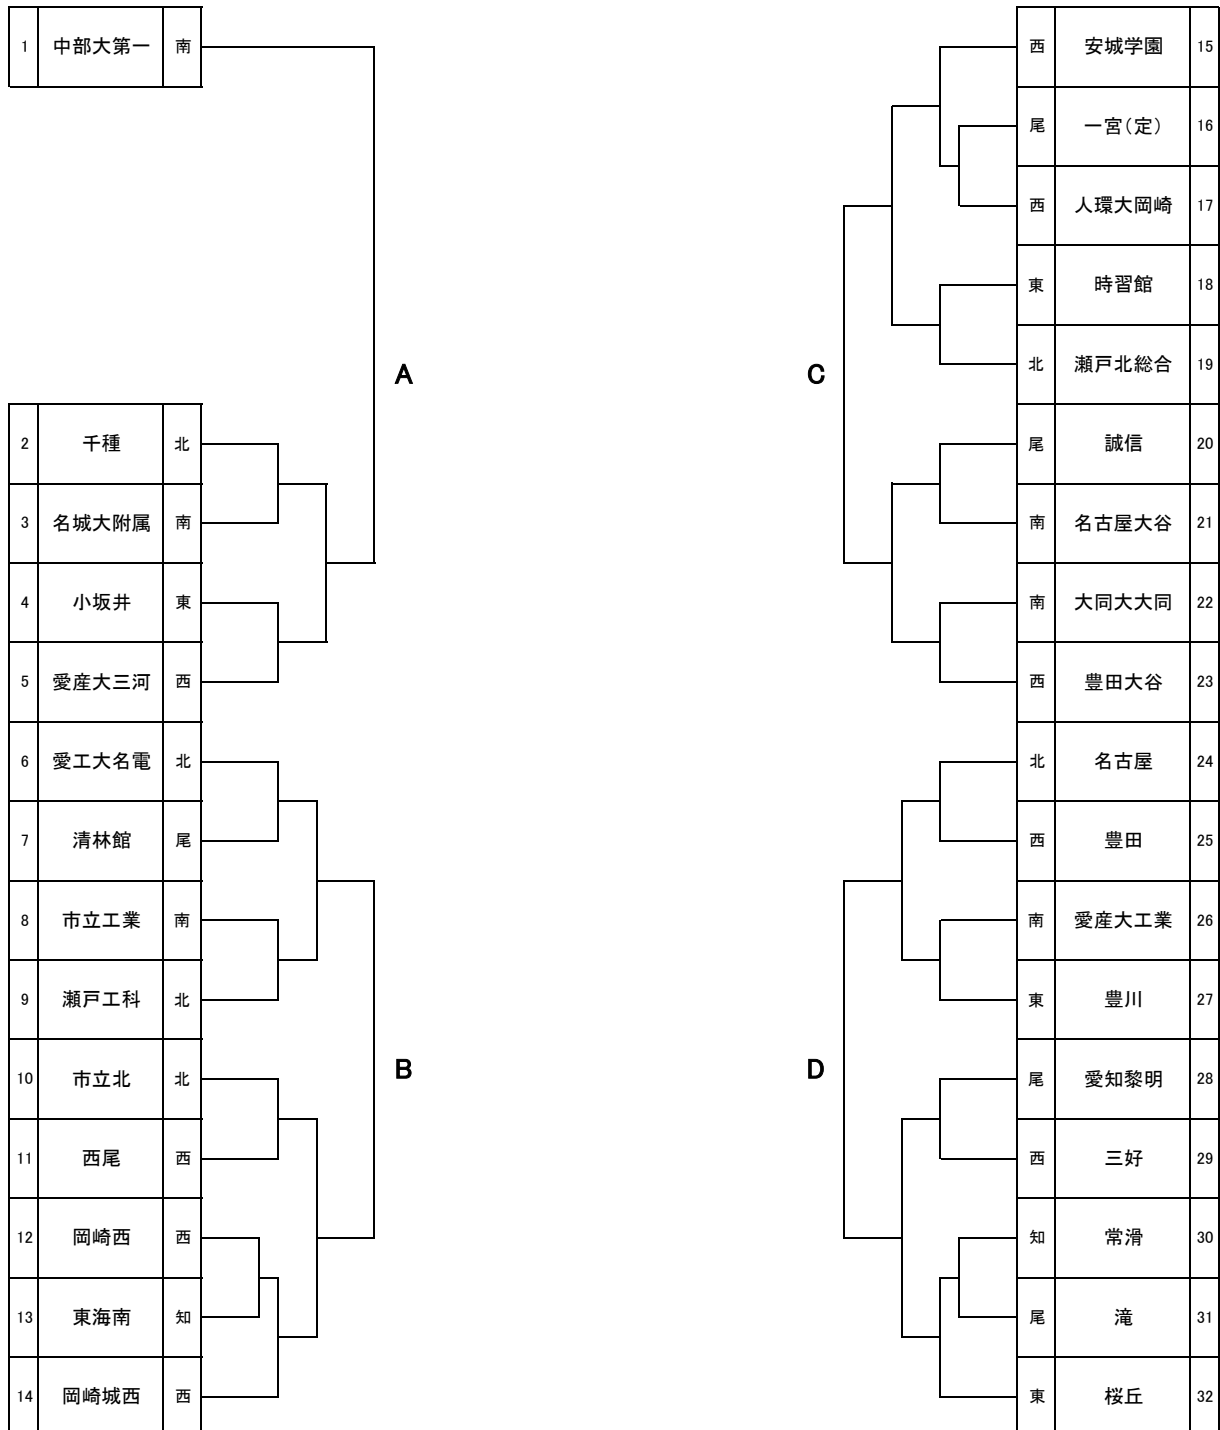 1 中部大第一 南
A
2 千種 北
3 名城大附属 南
4 小坂井 東
5 愛産大三河 西
6 愛工大名電 北
7 清林館 尾
8 市立工業 南
9 瀬戸工科 北
B
10 市立北 北
11 西尾 西
12 岡崎西 西
13 東海南 知
14 岡崎城西 西
西 安城学園 15
尾 一宮(定) 16
西 人環大岡崎 17
東 時習館 18
北 瀬戸北総合 19
C
尾 誠信 20
南 名古屋大谷 21
南 大同大大同 22
西 豊田大谷 23
北 名古屋 24
西 豊田 25
南 愛産大工業 26
東 豊川 27
D
尾 愛知黎明 28
西 三好 29
知 常滑 30
尾 滝 31
東 桜丘 32